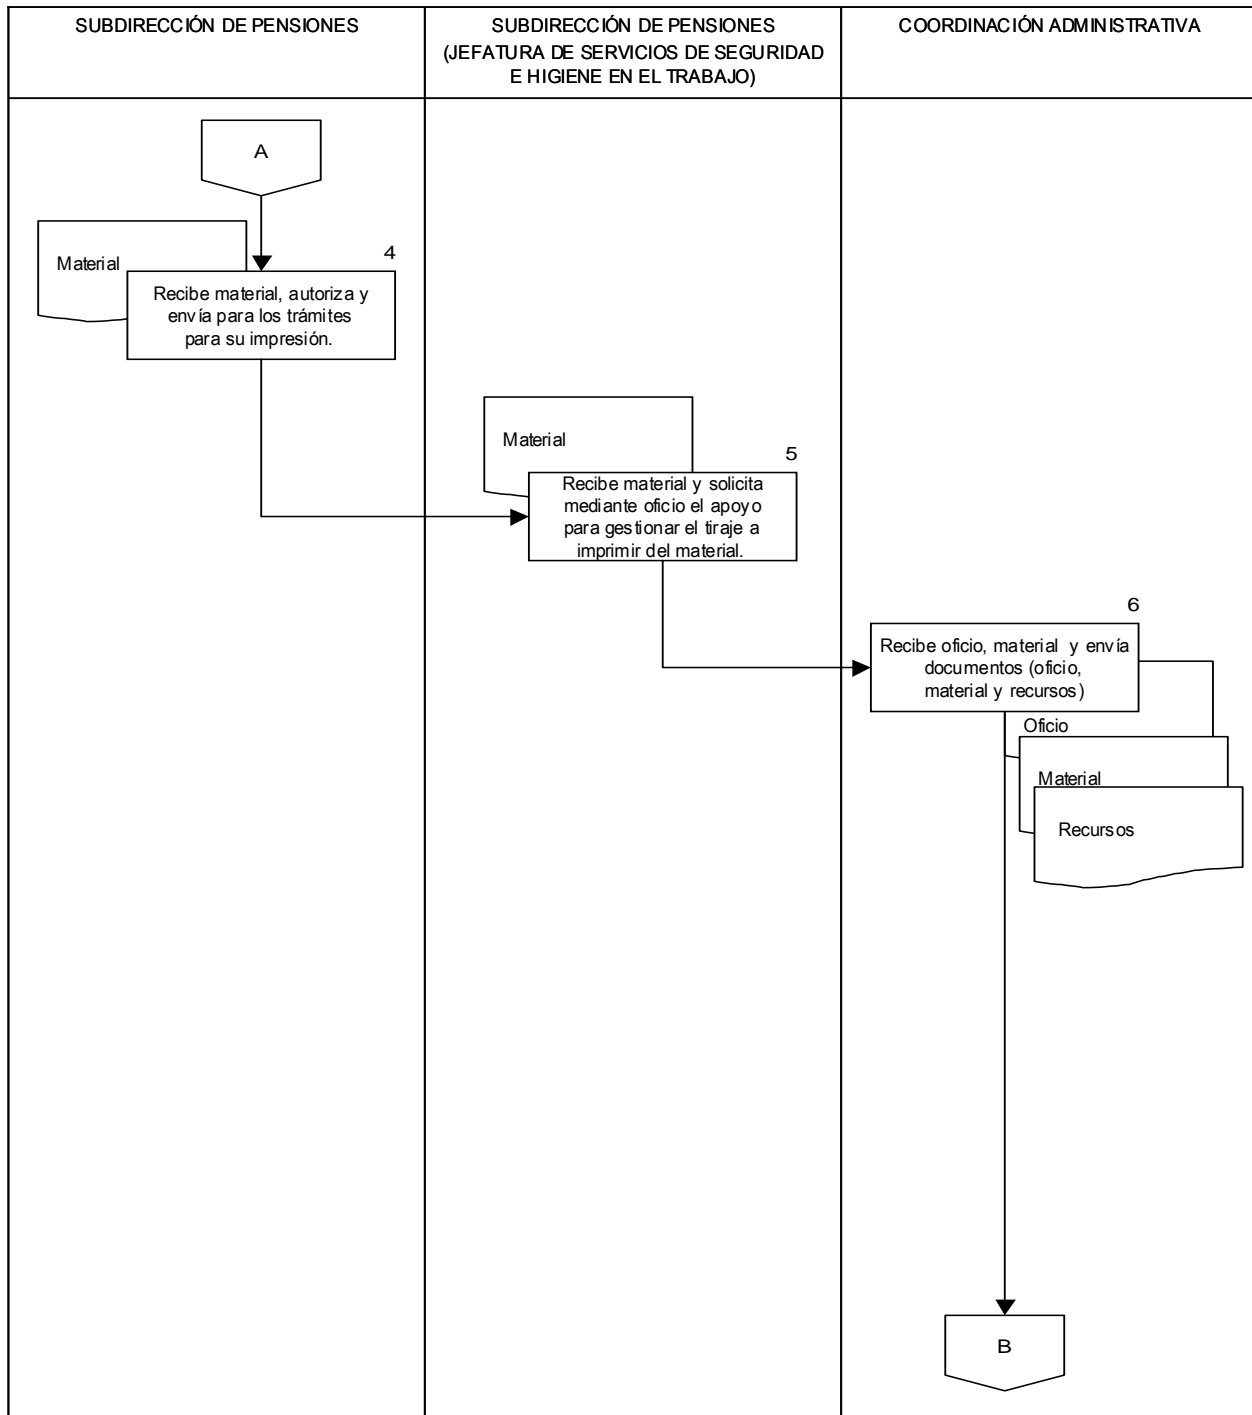 SUBDIRECCIÓN DE PENSIONES
SUBDIRECCIÓN DE PENSIONES
(JEFATURA DE SERVICIOS DE SEGURIDAD
E HIGIENE EN EL TRABAJO)
COORDINACIÓN ADMINISTRATIVA
A
4
Material
Recibe material, autoriza y
envía para los trámites
para su impresión.
Material
5
Recibe material y solicita
mediante oficio el apoyo
para gestionar el tiraje a
imprimir del material.
6
Recibe oficio, material y envía
documentos (oficio,
material y recursos)
Oficio
Material
Recursos
B